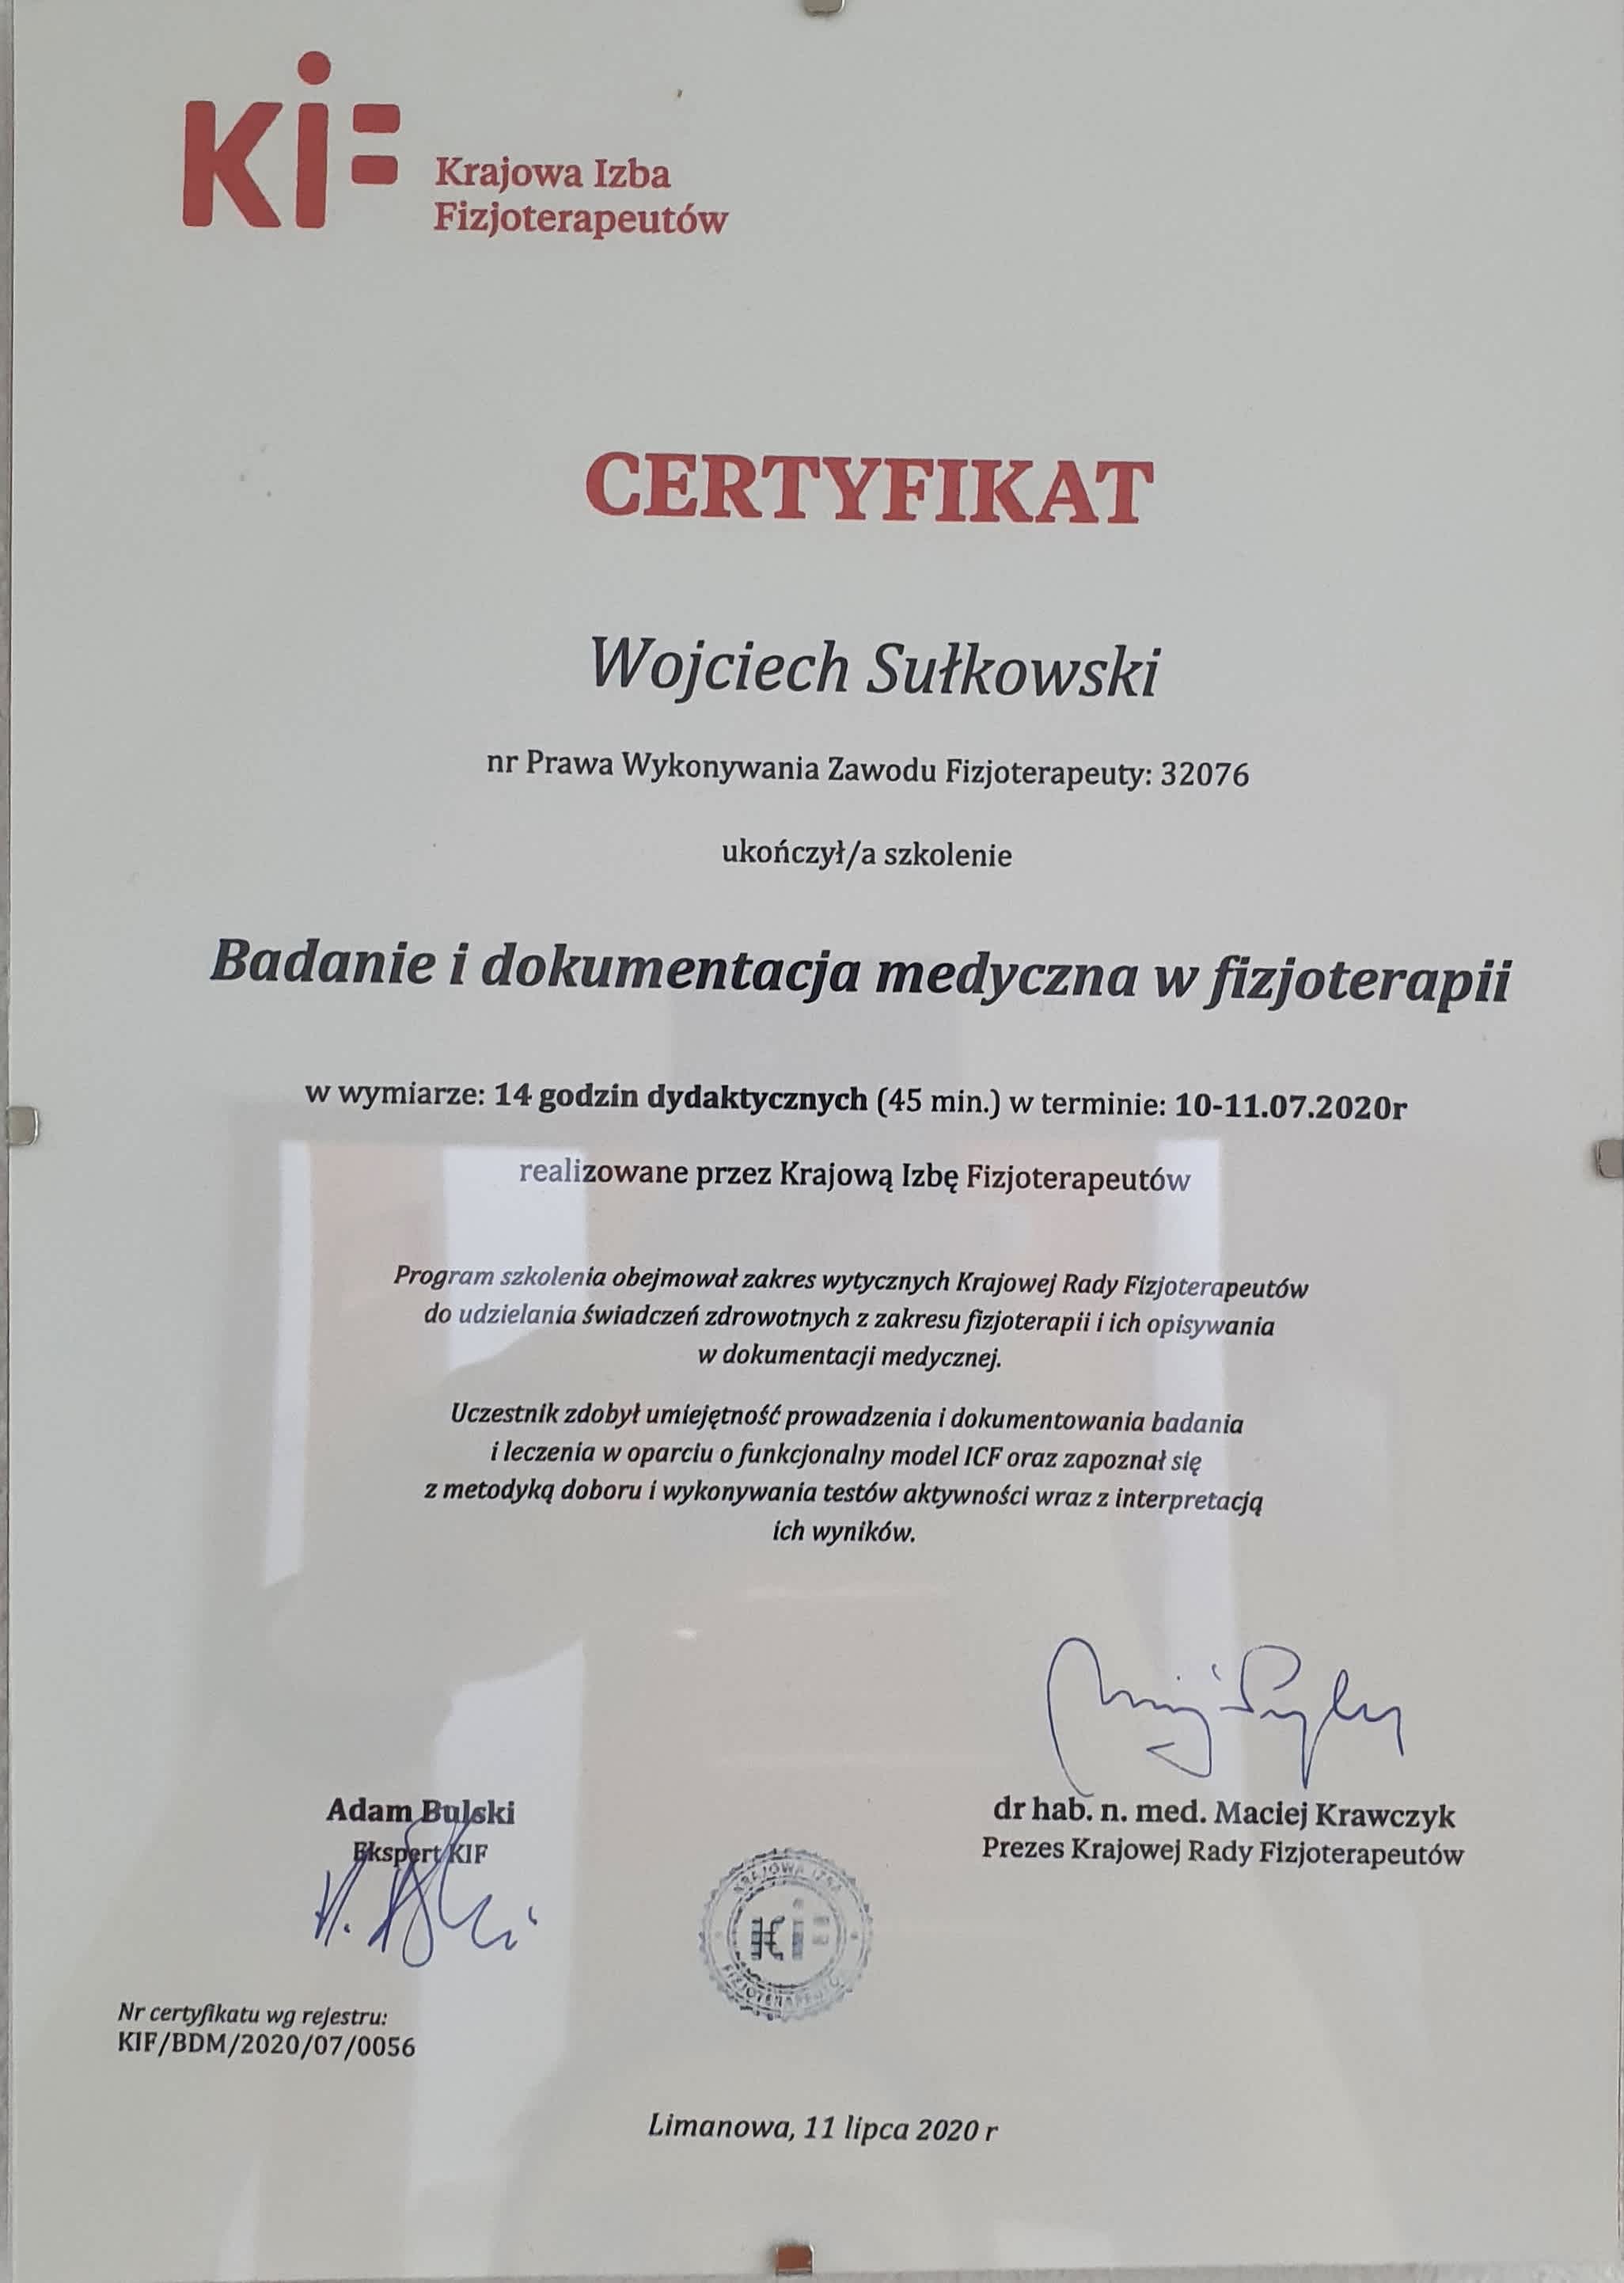 KIF
Krajowa Izba
Fizjoterapeutów
CERTYFIKAT
Wojciech Sułkowski
nr Prawa Wykonywania Zawodu Fizjoterapeuty: 32076
ukończył/a szkolenie
Badanie i dokumentacja medyczna w fizjoterapii
w wymiarze: 14 godzin dydaktycznych (45 min.) w terminie: 10-11.07.2020r
realizowane przez Krajową Izbę Fizjoterapeutów
Program szkolenia obejmował zakres wytycznych Krajowej Rady Fizjoterapeutów
do udzielania świadczeń zdrowotnych z zakresu fizjoterapii i ich opisywania
w dokumentacji medycznej.
Uczestnik zdobył umiejętność prowadzenia i dokumentowania badania
i leczenia w oparciu o funkcjonalny model ICF oraz zapoznał się
z metodyką doboru i wykonywania testów aktywności wraz z interpretacją
ich wyników.
Adam Bulski
Ekspert KIF
dr hab. n. med. Maciej Krawczyk
Prezes Krajowej Rady Fizjoterapeutów
KRAJOWA IZBA
KIF
FIZJOTERAPEUTÓW
Nr certyfikatu wg rejestru:
KIF/BDM/2020/07/0056
Limanowa, 11 lipca 2020 r